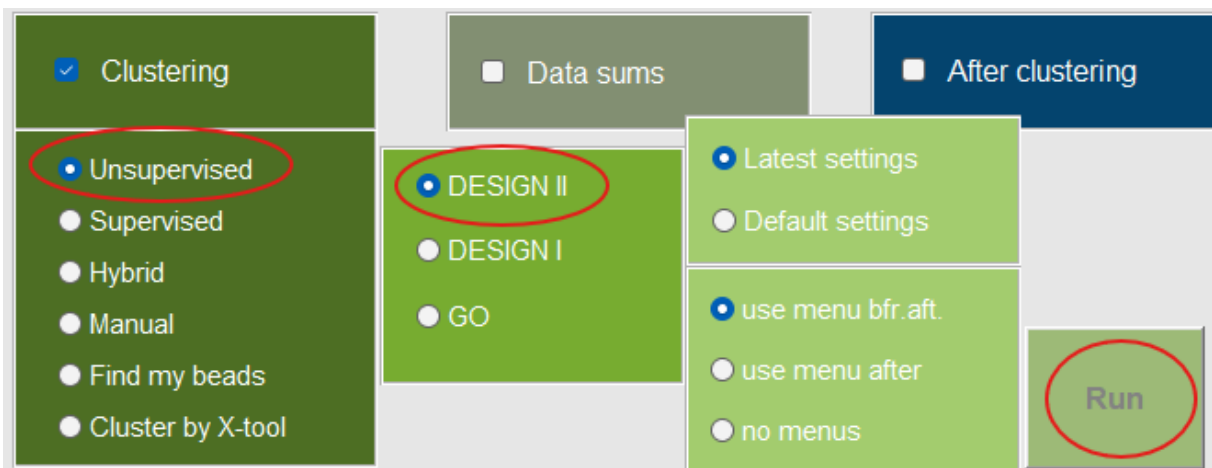 Clustering
Data sums
After clustering
Unsupervised
Supervised
Hybrid
Manual
Find my beads
Cluster by X-tool
DESIGN II
DESIGN I
GO
Latest settings
Default settings
use menu bfr.aft.
use menu after
no menus
Run